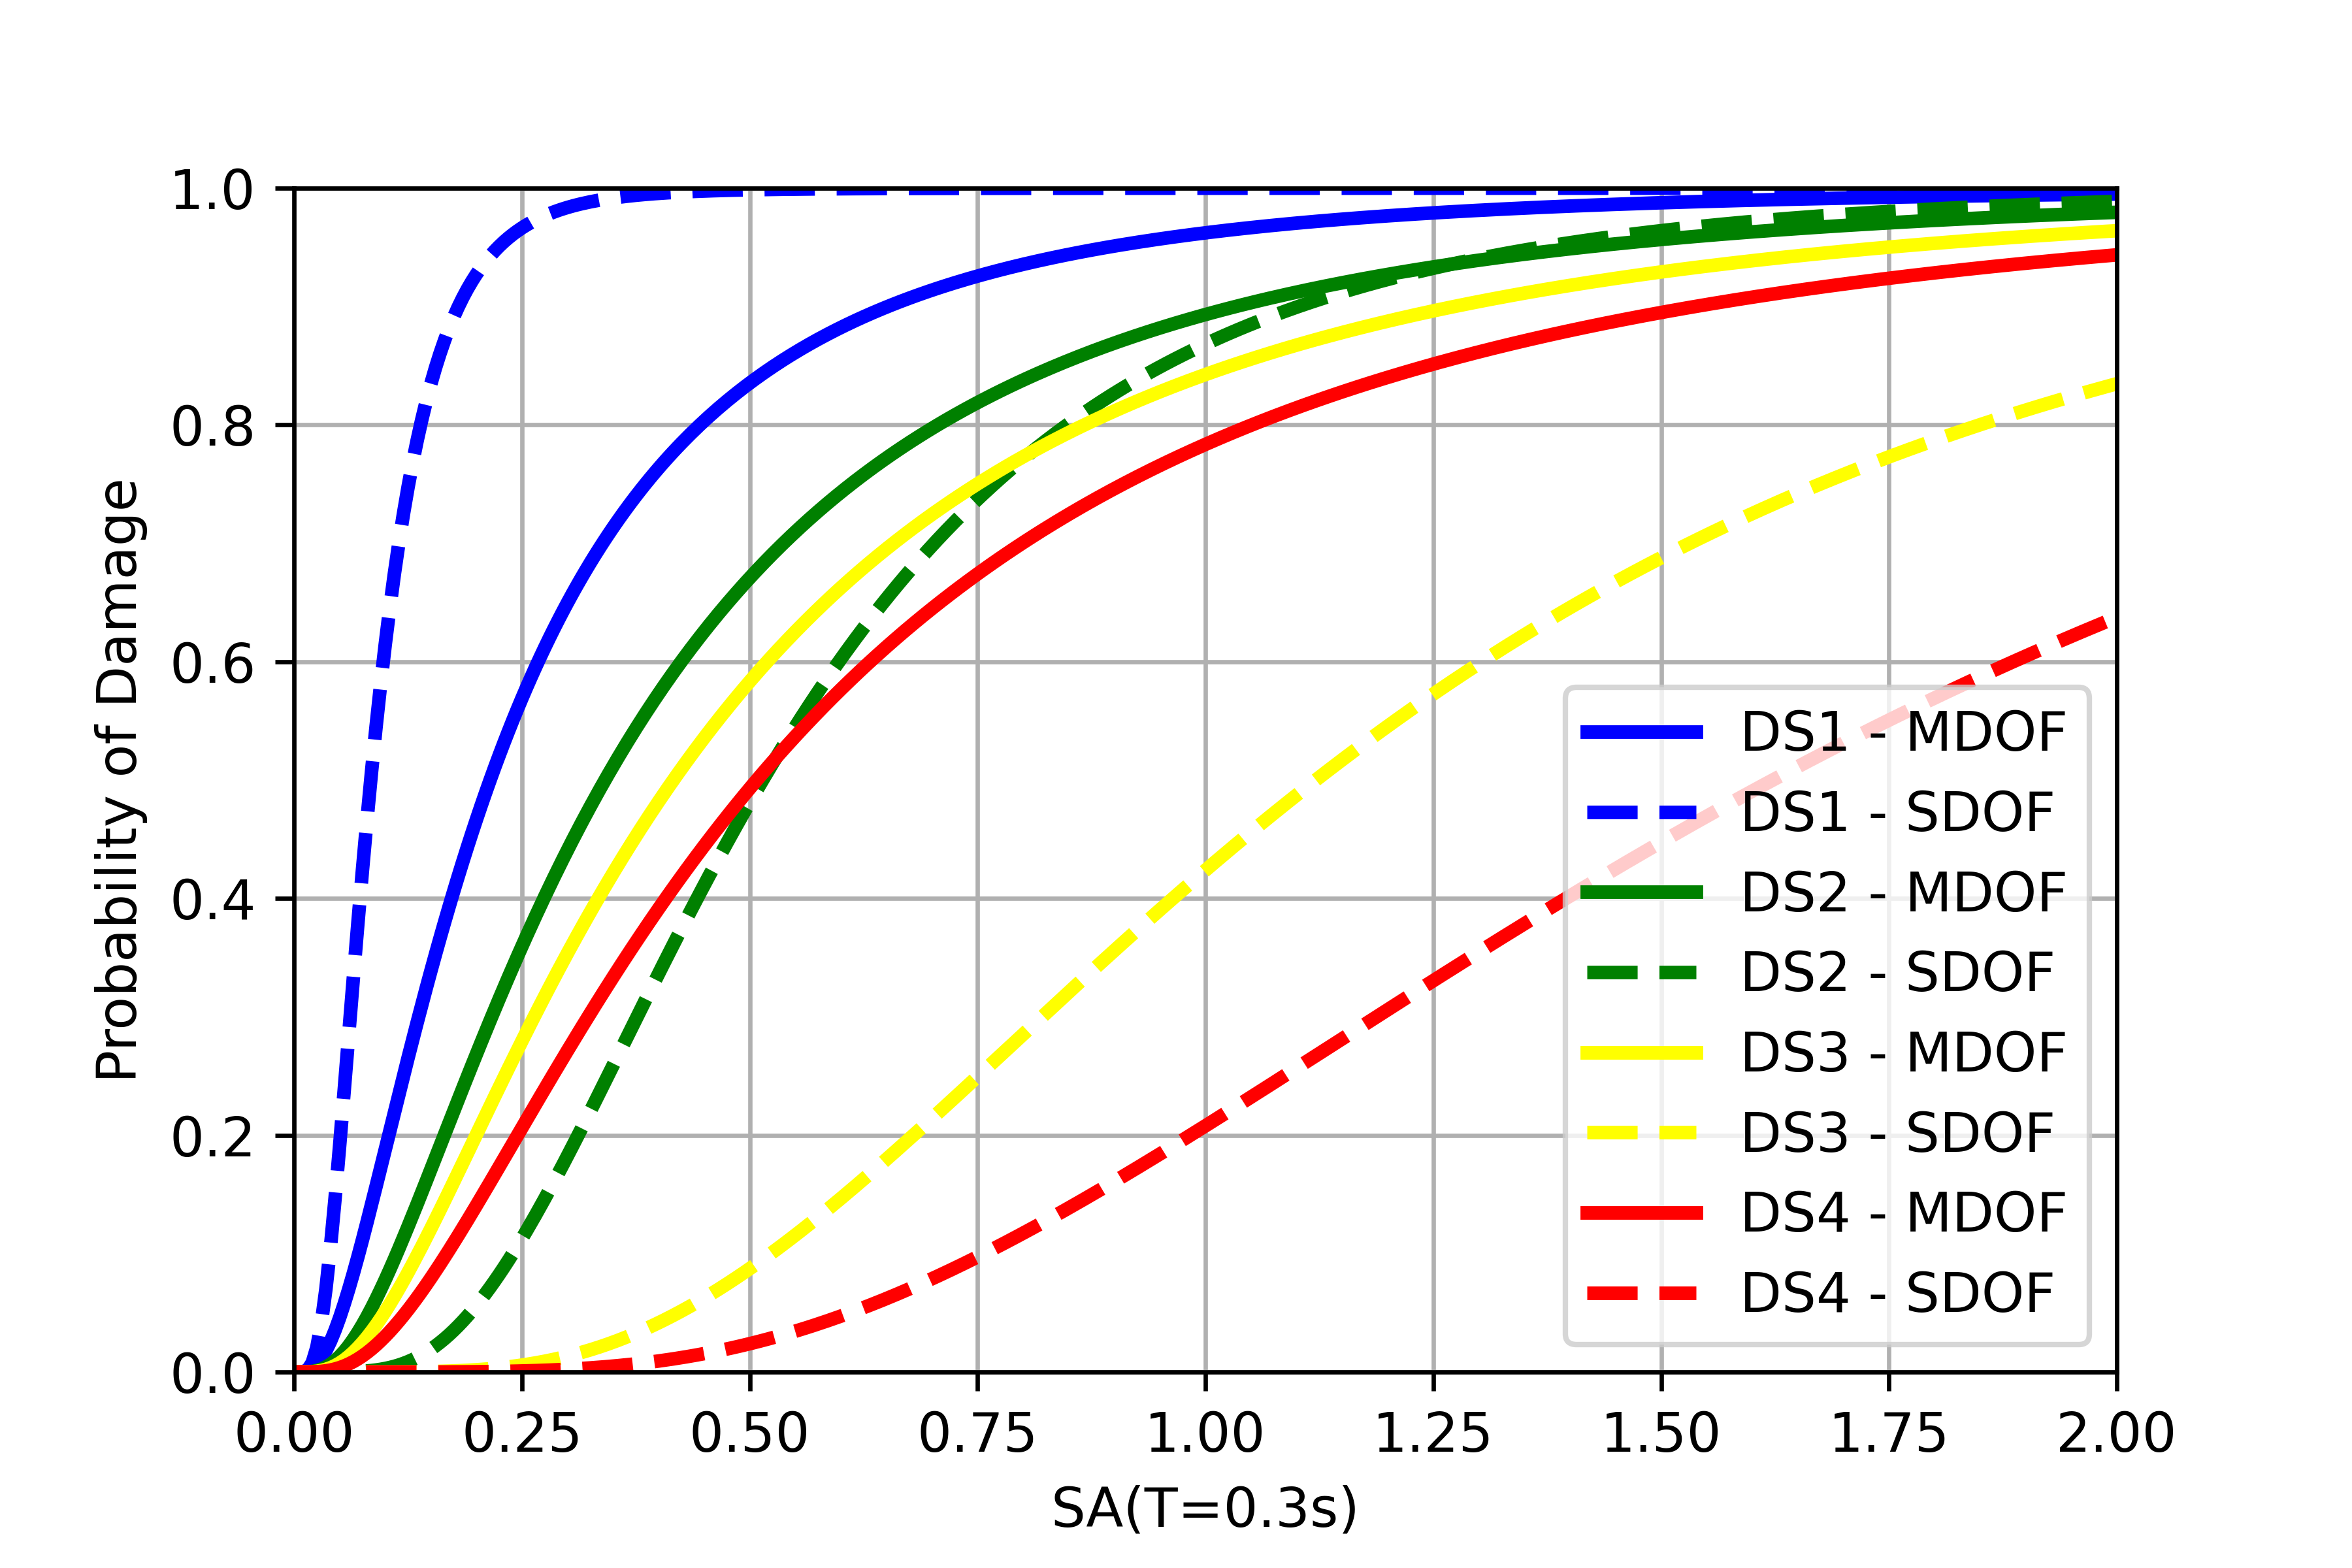 1.0
0.8
0.6
0.4
0.2
0.0
Probability of Damage
0.00 0.25 0.50 0.75 1.00 1.25 1.50 1.75 2.00
SA(T=0.3s)
DS1 - MDOF
DS1 - SDOF
DS2 - MDOF
DS2 - SDOF
DS3 - MDOF
DS3 - SDOF
DS4 - MDOF
DS4 - SDOF